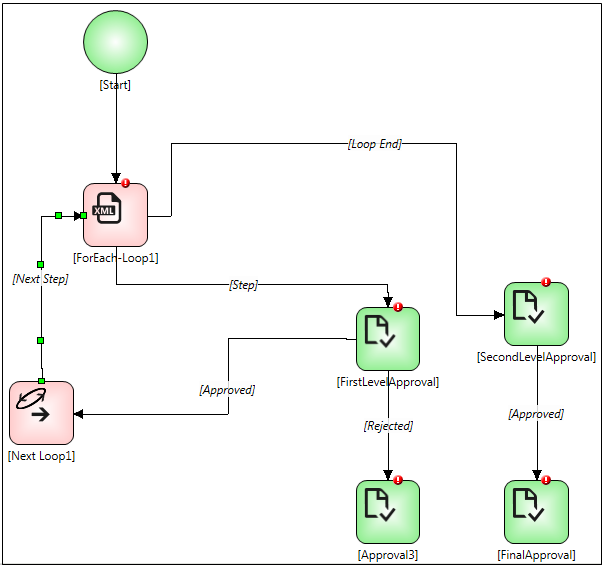 [Start]
[Loop End]
XML
[ForEach-Loop1]
[Next Step]
[Step]
[SecondLevelApproval]
[FirstLevelApproval]
[Approved]
[Approved]
[Rejected]
[Next Loop1]
[Approval3]
[FinalApproval]